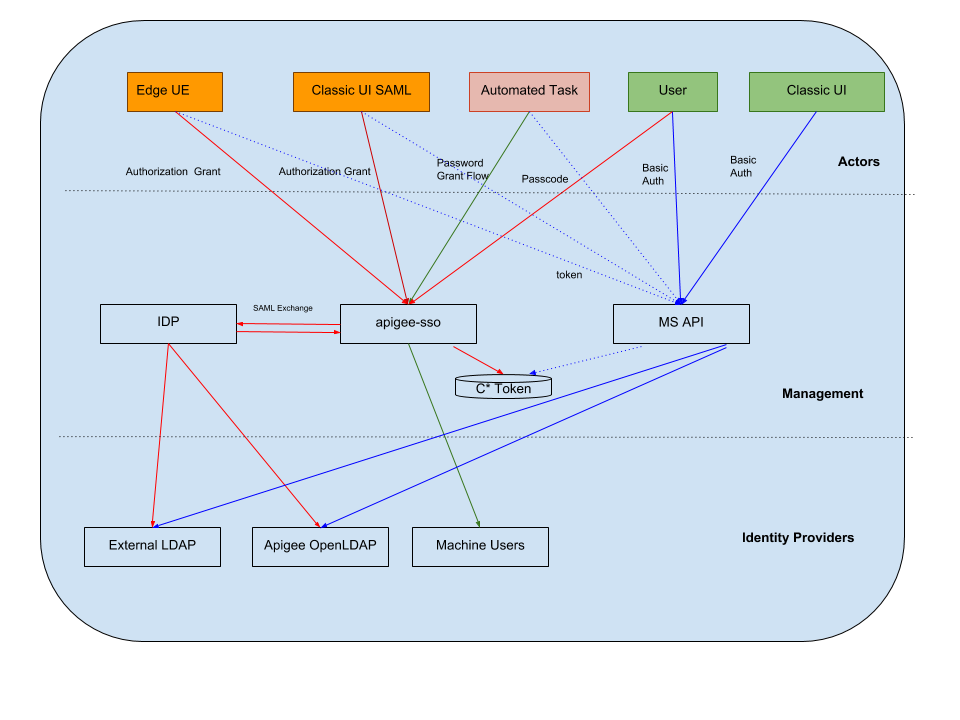 Edge UE
Classic UI SAML
Automated Task
User
Classic UI
Authorization Grant
Authorization Grant
Password
Grant Flow
Passcode
Basic
Auth
Basic
Auth
Actors
token
SAML Exchange
IDP
apigee-sso
MS API
C* Token
Management
External LDAP
Apigee OpenLDAP
Machine Users
Identity Providers